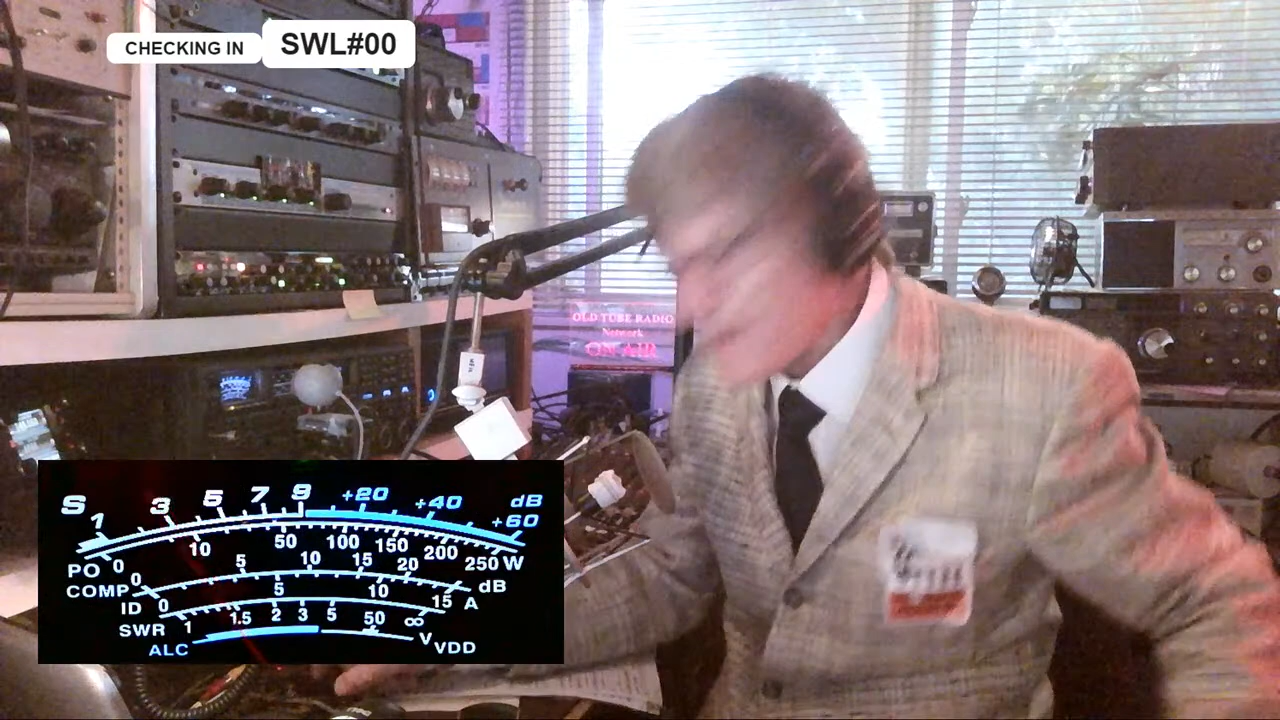 CHECKING IN
SWL#00
OLD TUBE RADIO
Network
ON AIR
S 1 3 5 7 9 +20 +40 +60 dB
PO 0 10 50 100 150 200 250 W
COMP 0 5 10 15 20 dB
ID 0 5 10 15 A
SWR 1 1.5 2 3 5 50 ∞
ALC V VDD